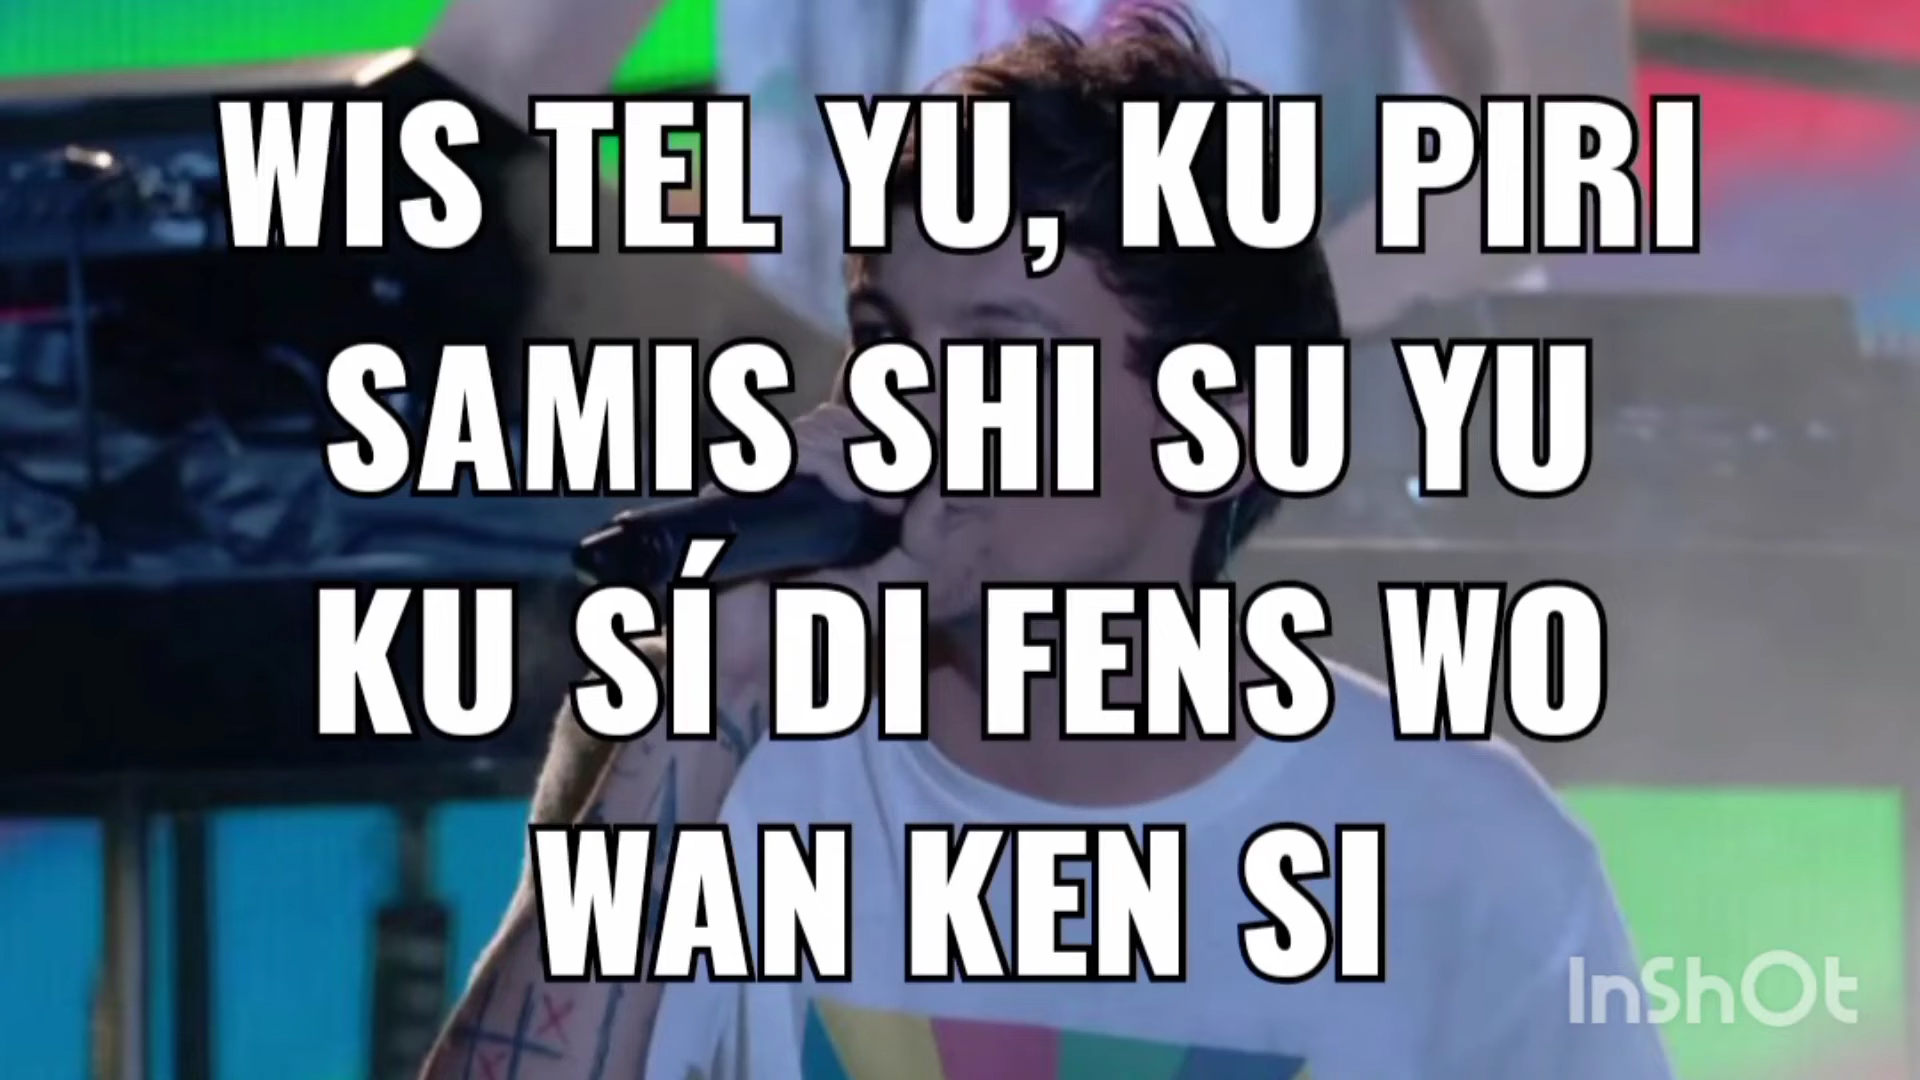 WIS TEL YU, KU PIRI
SAMIS SHI SU YU
KU SÍ DI FENS WO
WAN KEN SI
InShOt